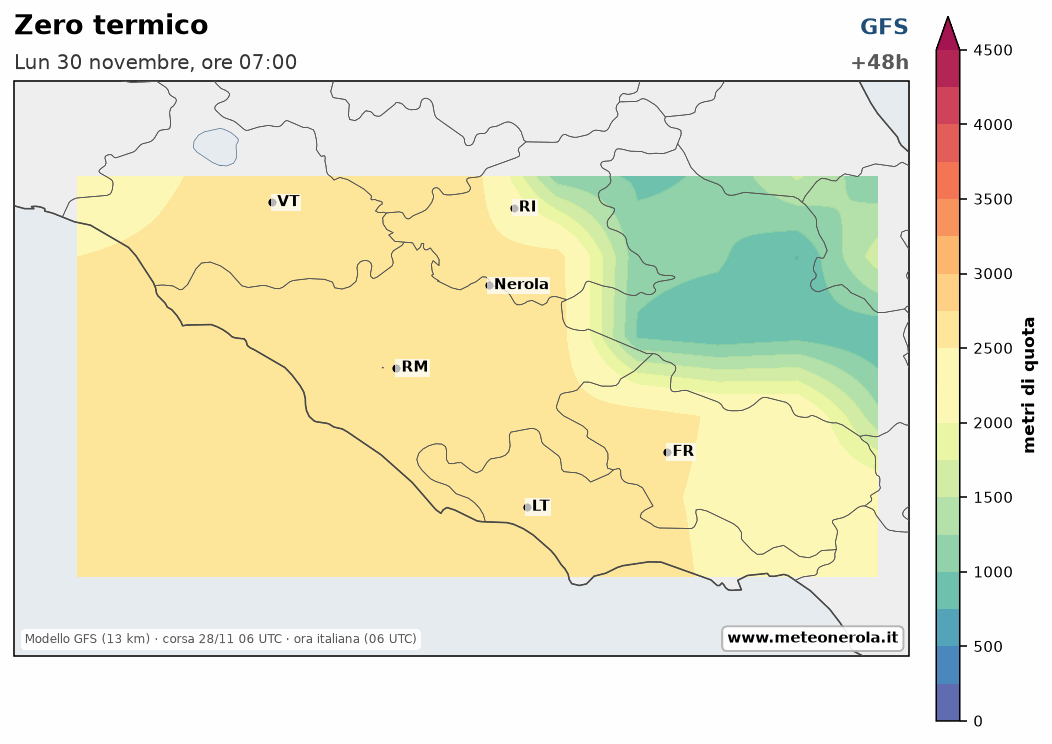 Zero termico
GFS
Lun 30 novembre, ore 07:00
+48h
VT
RI
Nerola
RM
FR
LT
4500
4000
3500
3000
2500
2000
1500
1000
500
0
metri di quota
Modello GFS (13 km) · corsa 28/11 06 UTC · ora italiana (06 UTC)
www.meteonerola.it